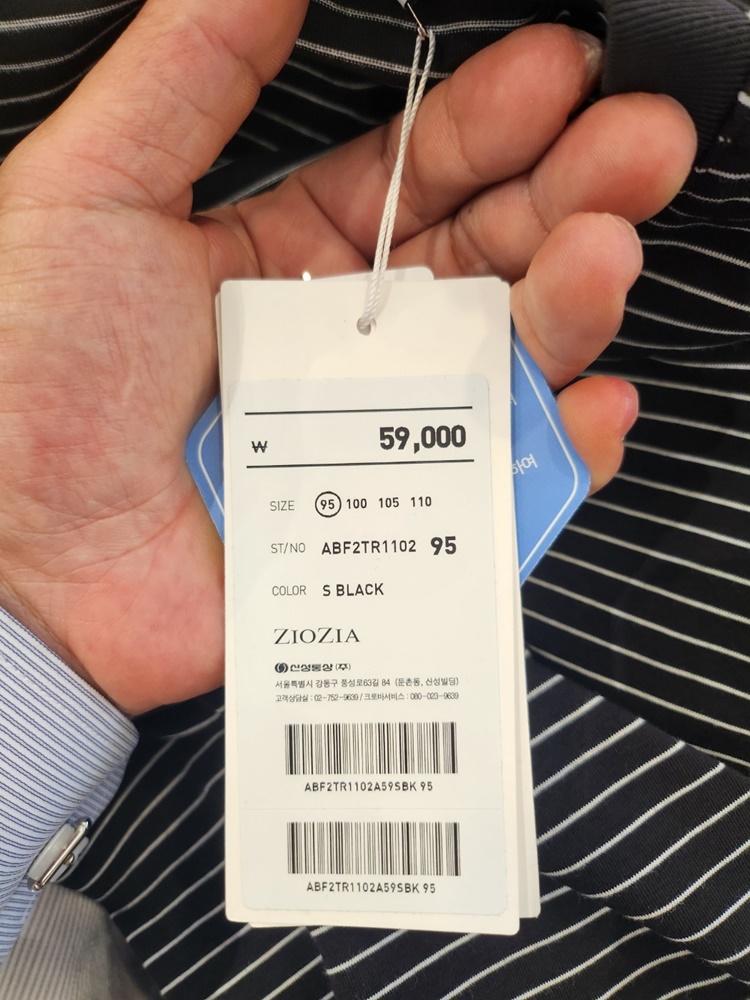 ₩ 59,000
SIZE 95 100 105 110
ST/NO ABF2TR1102 95
COLOR S BLACK
ZIOZIA
신성통상 (주)
서울특별시 강동구 풍성로63길 84 (둔촌동, 신성빌딩)
고객상담실 : 02-752-9639 / 크로바서비스 : 080-023-9639
ABF2TR1102A59SBK 95
ABF2TR1102A59SBK 95
하여